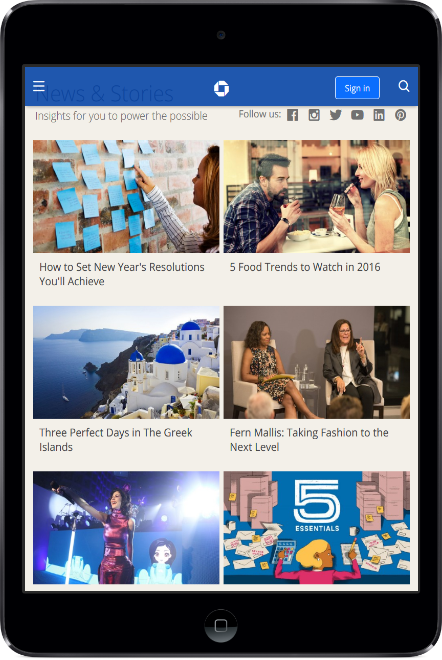 Sign in
News & Stories
Insights for you to power the possible
Follow us:
How to Set New Year's Resolutions
You'll Achieve
5 Food Trends to Watch in 2016
Three Perfect Days in The Greek
Islands
Fern Mallis: Taking Fashion to the
Next Level
5
ESSENTIALS